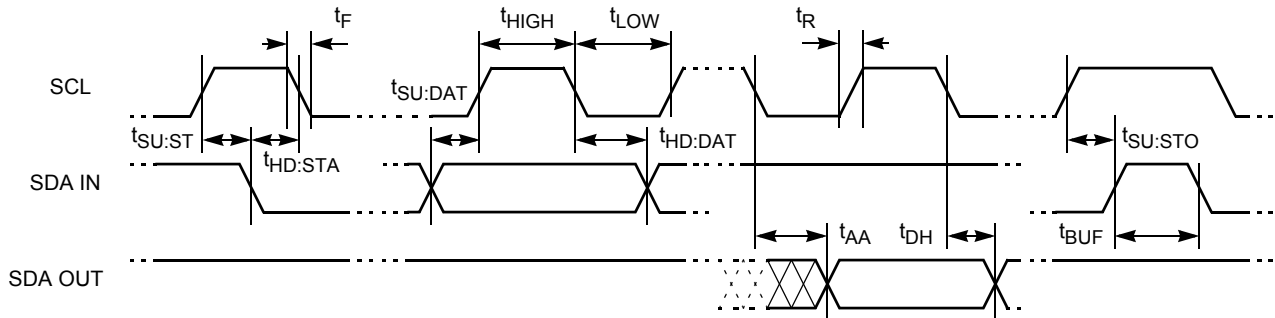 tF
tHIGH
tLOW
tR
SCL
tSU:DAT
tSU:ST
tHD:STA
tHD:DAT
tSU:STO
SDA IN
tAA
tDH
tBUF
SDA OUT